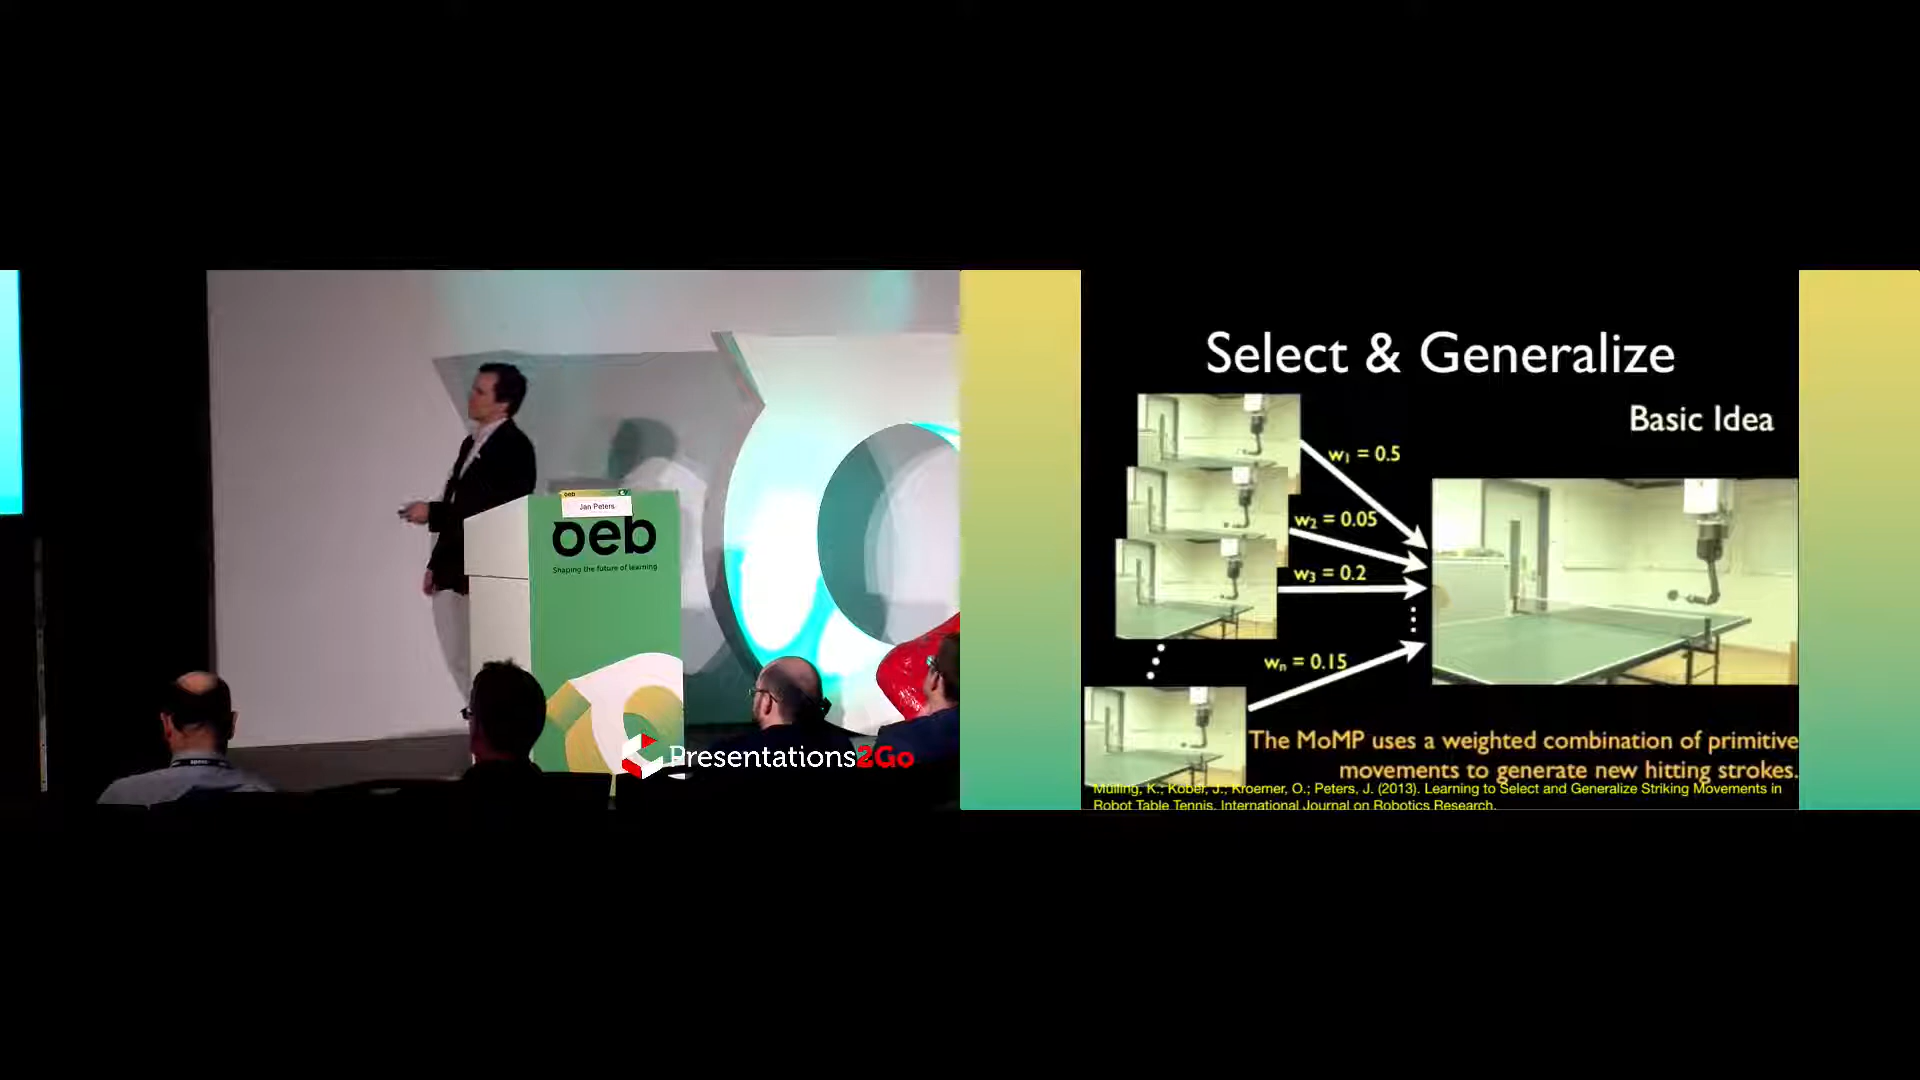 oeb
Jan Peters
oeb
Shaping the future of learning
Presentations2Go
Select & Generalize
Basic Idea
w₁ = 0.5
w₂ = 0.05
w₃ = 0.2
wₙ = 0.15
The MoMP uses a weighted combination of primitive
movements to generate new hitting strokes.
Mülling, K.; Kober, J.; Kroemer, O.; Peters, J. (2013). Learning to Select and Generalize Striking Movements in
Robot Table Tennis. International Journal on Robotics Research.